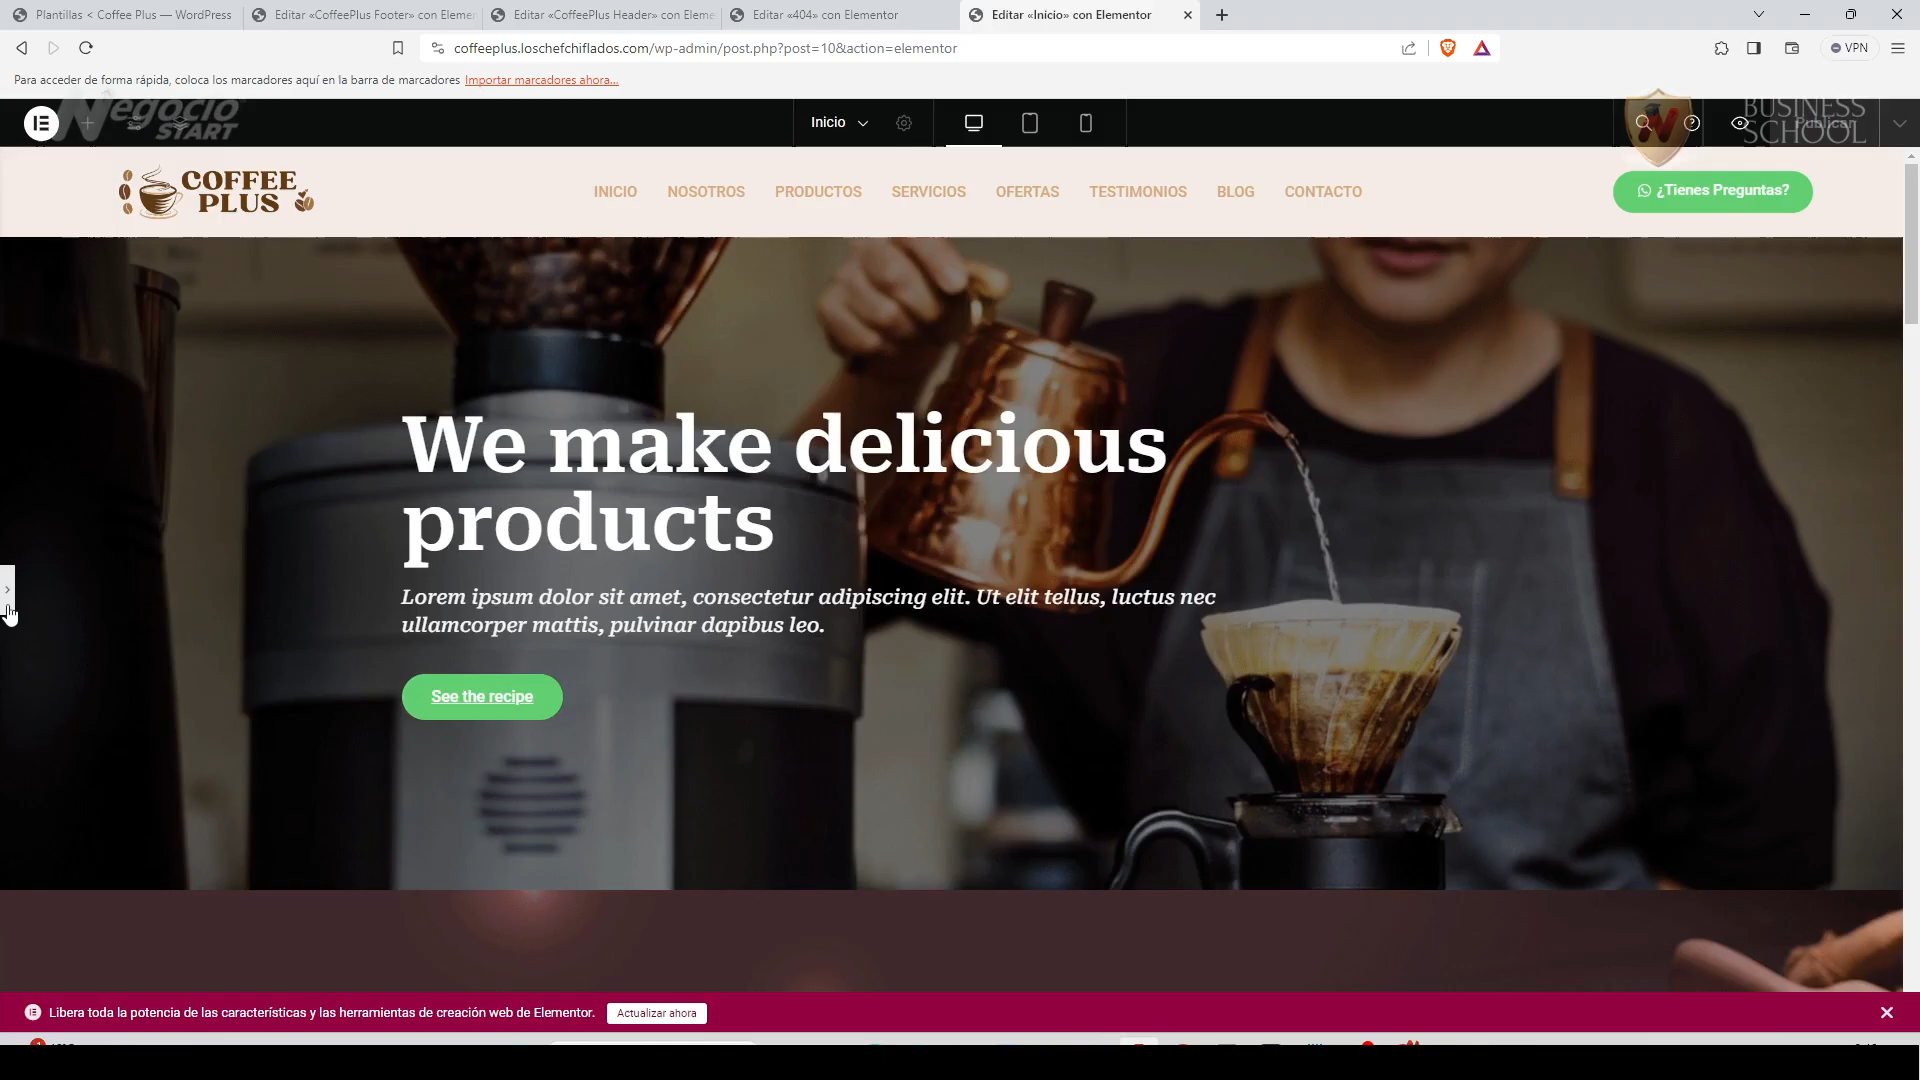 Plantillas < Coffee Plus — WordPress
Editar «CoffeePlus Footer» con Elemer
Editar «CoffeePlus Header» con Eleme
Editar «404» con Elementor
Editar «Inicio» con Elementor
coffeeplus.loschefchiflados.com/wp-admin/post.php?post=10&action=elementor
VPN
Para acceder de forma rápida, coloca los marcadores aquí en la barra de marcadores Importar marcadores ahora...
Negocio
START
Inicio
BUSINESS
SCHOOL
Publicar
COFFEE
PLUS
INICIO NOSOTROS PRODUCTOS SERVICIOS OFERTAS TESTIMONIOS BLOG CONTACTO
¿Tienes Preguntas?
We make delicious
products
Lorem ipsum dolor sit amet, consectetur adipiscing elit. Ut elit tellus, luctus nec
ullamcorper mattis, pulvinar dapibus leo.
See the recipe
Libera toda la potencia de las características y las herramientas de creación web de Elementor. Actualizar ahora